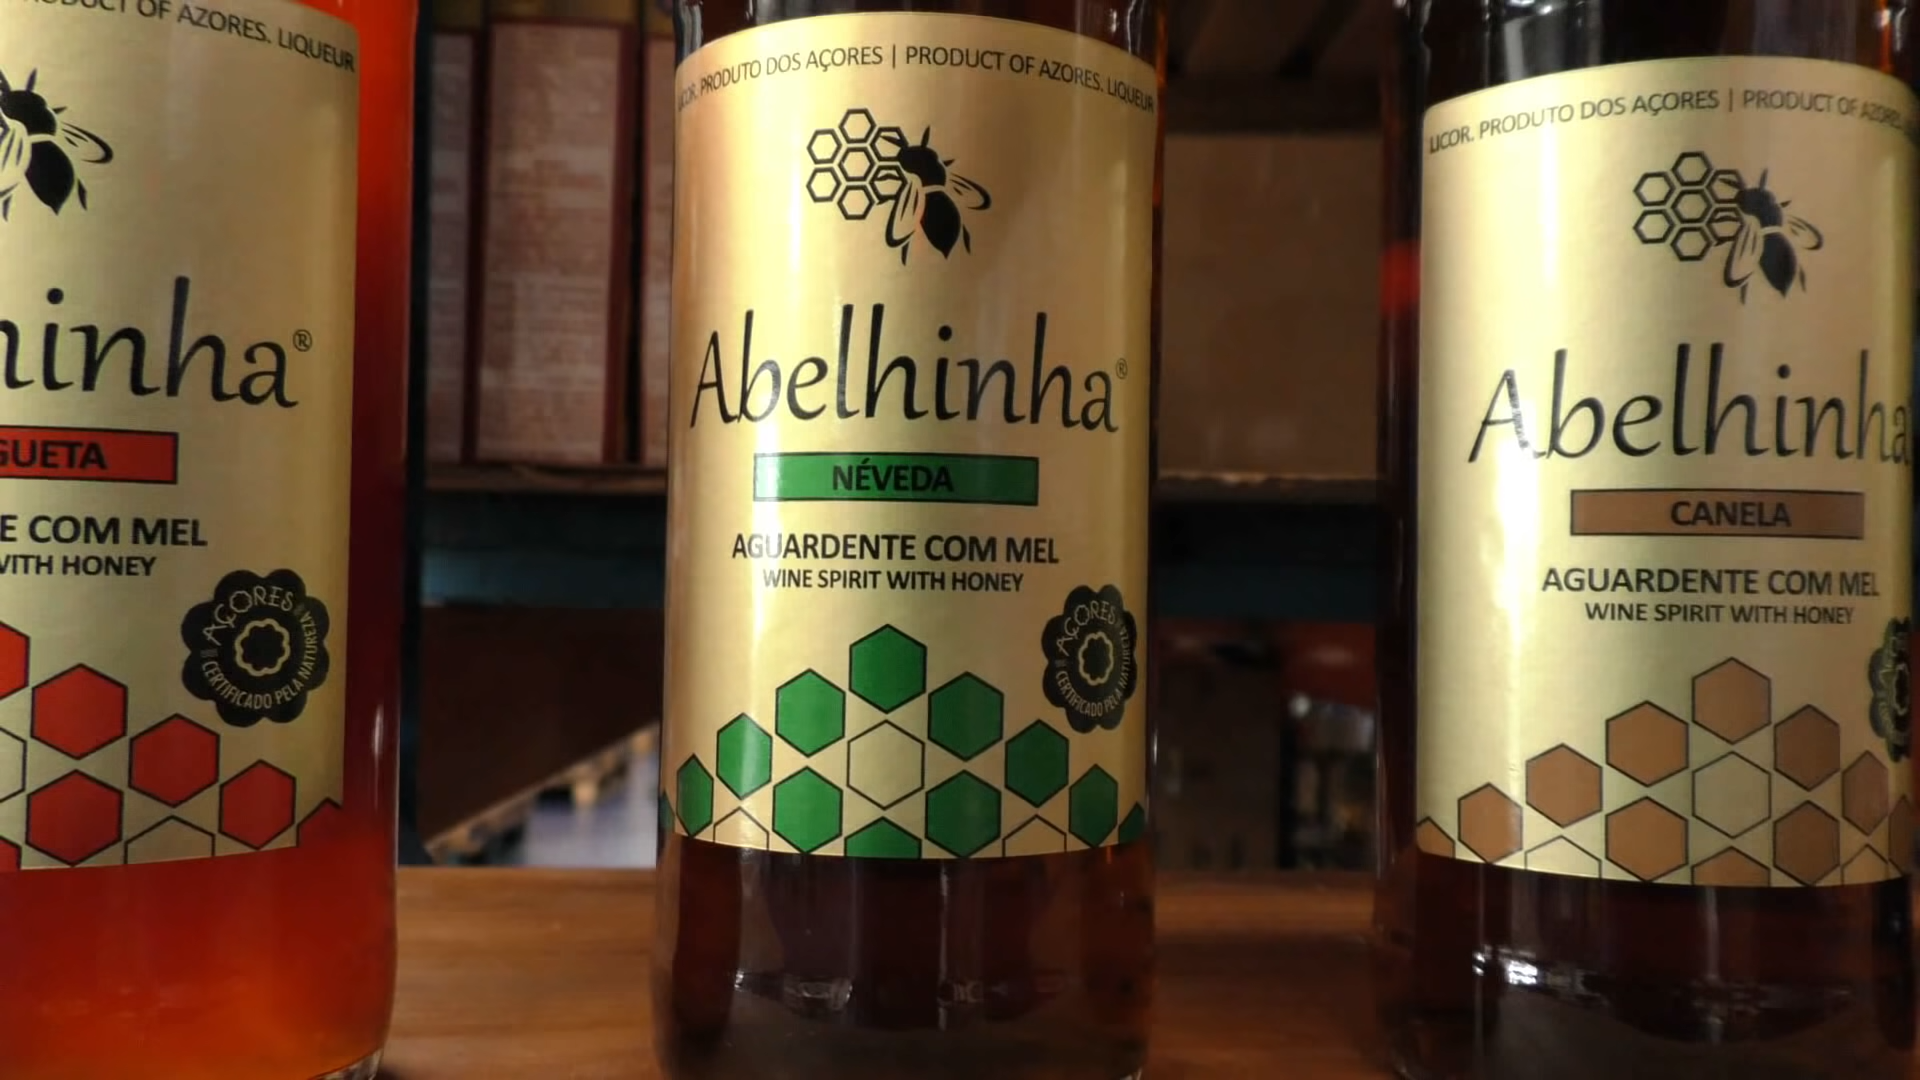 PRODUCT OF AZORES. LIQUEUR
hinha®
GUETA
E COM MEL
WITH HONEY
AÇORES
CERTIFICADO PELA NATUREZA
LICOR. PRODUTO DOS AÇORES | PRODUCT OF AZORES. LIQUEUR
Abelhinha®
NÉVEDA
AGUARDENTE COM MEL
WINE SPIRIT WITH HONEY
AÇORES
CERTIFICADO PELA NATUREZA
LICOR. PRODUTO DOS AÇORES | PRODUCT OF AZORES.
Abelhinha
CANELA
AGUARDENTE COM MEL
WINE SPIRIT WITH HONEY